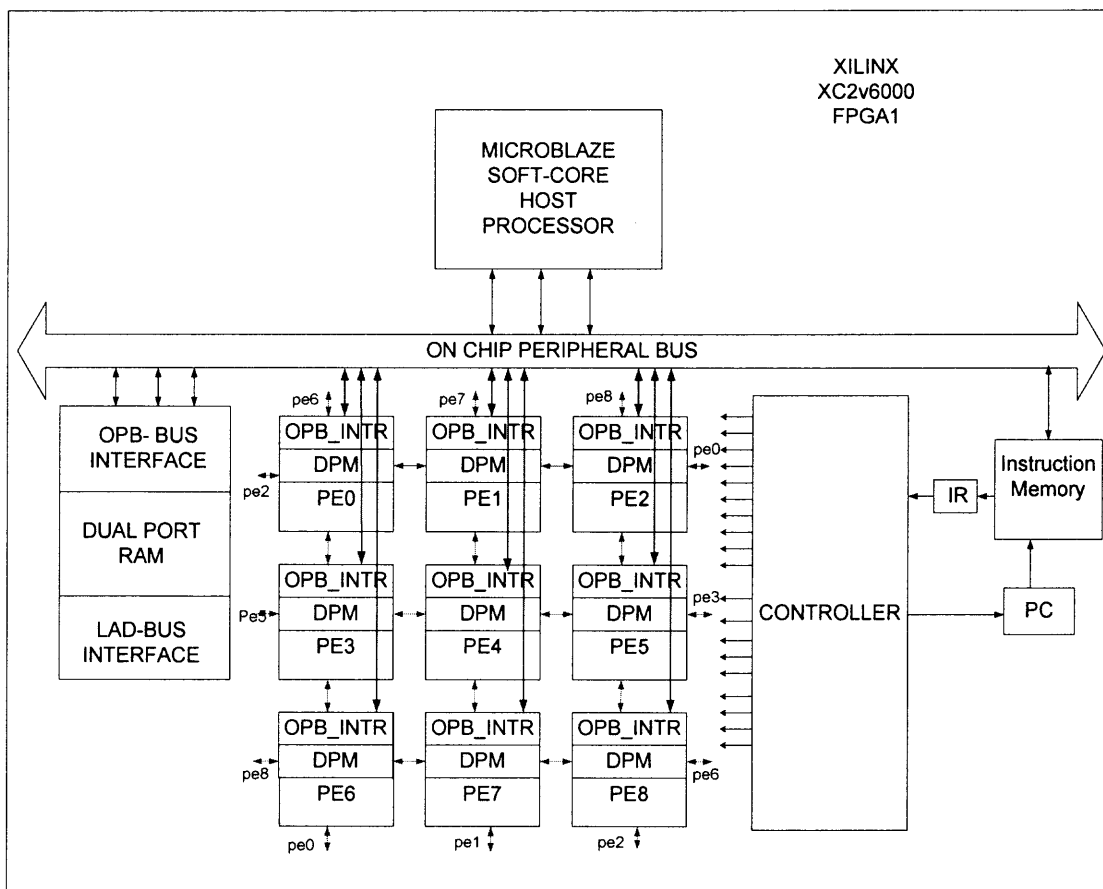 XILINX
XC2v6000
FPGA1
MICROBLAZE
SOFT-CORE
HOST
PROCESSOR
ON CHIP PERIPHERAL BUS
OPB- BUS
INTERFACE
DUAL PORT
RAM
LAD-BUS
INTERFACE
pe6
pe7
pe8
OPB_INTR
DPM
PE0
OPB_INTR
DPM
PE1
OPB_INTR
DPM
PE2
pe2
pe0
OPB_INTR
DPM
PE3
OPB_INTR
DPM
PE4
OPB_INTR
DPM
PE5
Pe5
pe3
OPB_INTR
DPM
PE6
OPB_INTR
DPM
PE7
OPB_INTR
DPM
PE8
pe8
pe6
pe0
pe1
pe2
CONTROLLER
IR
Instruction
Memory
PC